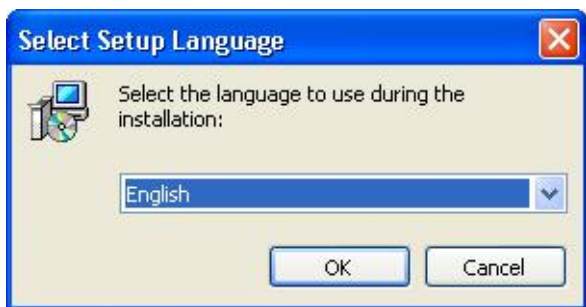 Select Setup Language
Select the language to use during the
installation:
English
OK
Cancel